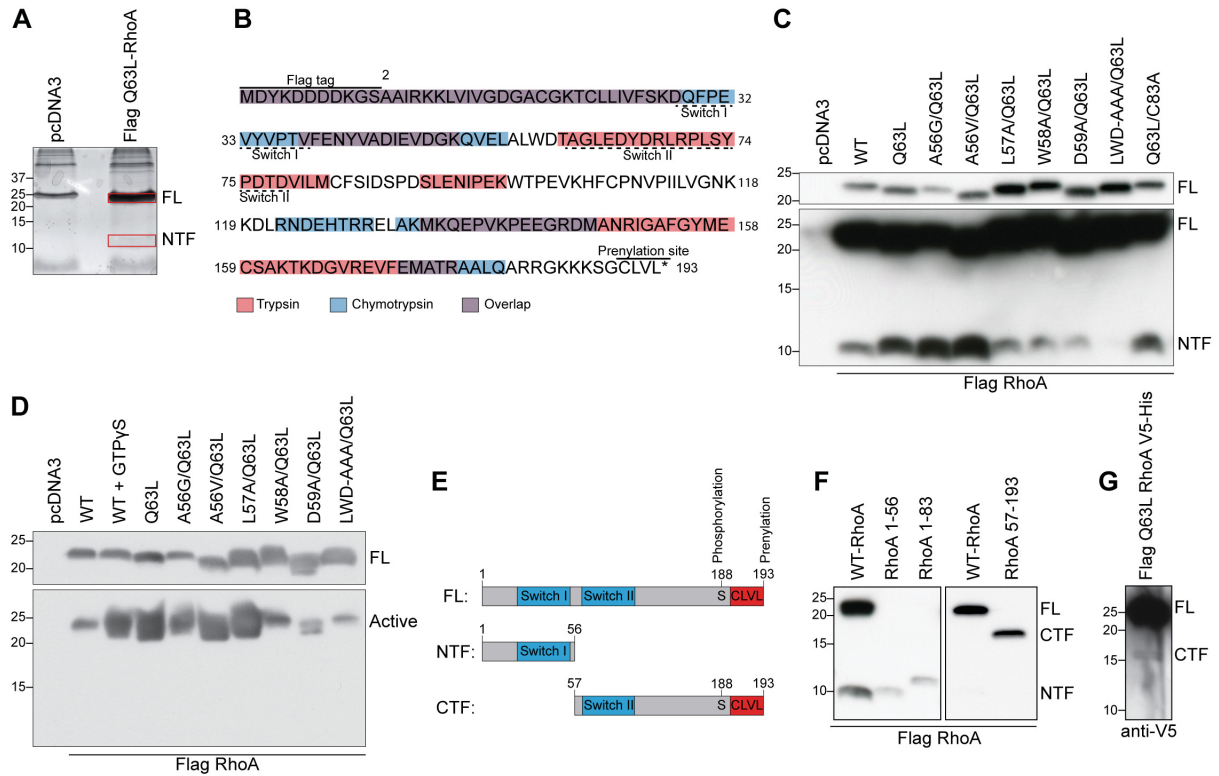 A
pcDNA3
Flag Q63L-RhoA
37
25
20
15
10
FL
NTF
B
Flag tag
2
MDYKDDDDKGSAAIRKKLVIVGDGACGKTCLLIVFSKDQFPE 32
Switch I
33 VYVPTVFENYVADIEVDGKQVELALWDTAGLEDYDRLRPLSY 74
Switch I
Switch II
75 PDTDVILMCFSIDSPDSLENIPEKWTPEVKHFCPNVPIILVGNK 118
Switch II
119 KDLRNDEHTRRELAKMKQEPVKPEEGRDMANRIGAFGYME 158
Prenylation site
159 CSAKTKDGVREVFEMATRAALQARRGKKKSGCLVL* 193
Trypsin
Chymotrypsin
Overlap
C
pcDNA3
WT
Q63L
A56G/Q63L
A56V/Q63L
L57A/Q63L
W58A/Q63L
D59A/Q63L
LWD-AAA/Q63L
Q63L/C83A
25
20
FL
25
20
15
10
FL
NTF
Flag RhoA
D
pcDNA3
WT
WT + GTPγS
Q63L
A56G/Q63L
A56V/Q63L
L57A/Q63L
W58A/Q63L
D59A/Q63L
LWD-AAA/Q63L
25
20
FL
25
20
15
Active
Flag RhoA
E
Phosphorylation
Prenylation
1 188 193
FL: Switch I Switch II S CLVL
1 56
NTF: Switch I
57 188 193
CTF: Switch II S CLVL
F
WT-RhoA
RhoA 1-56
RhoA 1-83
WT-RhoA
RhoA 57-193
25
20
15
10
FL
CTF
NTF
Flag RhoA
G
Flag Q63L RhoA V5-His
25
20
15
10
FL
CTF
anti-V5